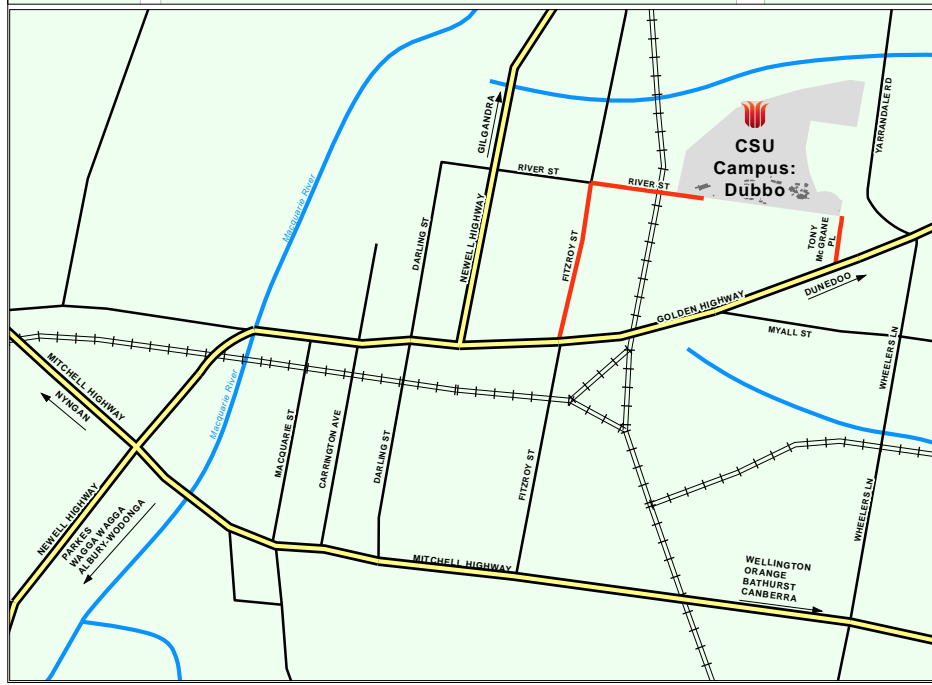 GILGANDRA
YARRANDALE RD
CSU
Campus:
Dubbo
RIVER ST
RIVER ST
Macquarie River
DARLING ST
NEWELL HIGHWAY
FITZROY ST
TONY
McGRANE
PL
DUNEDOO
GOLDEN HIGHWAY
MYALL ST
WHEELERS LN
MITCHELL HIGHWAY
NYNGAN
Macquarie River
MACQUARIE ST
CARRINGTON AVE
DARLING ST
FITZROY ST
WHEELERS LN
NEWELL HIGHWAY
PARKES
WAGGA WAGGA
ALBURY-WODONGA
MITCHELL HIGHWAY
WELLINGTON
ORANGE
BATHURST
CANBERRA